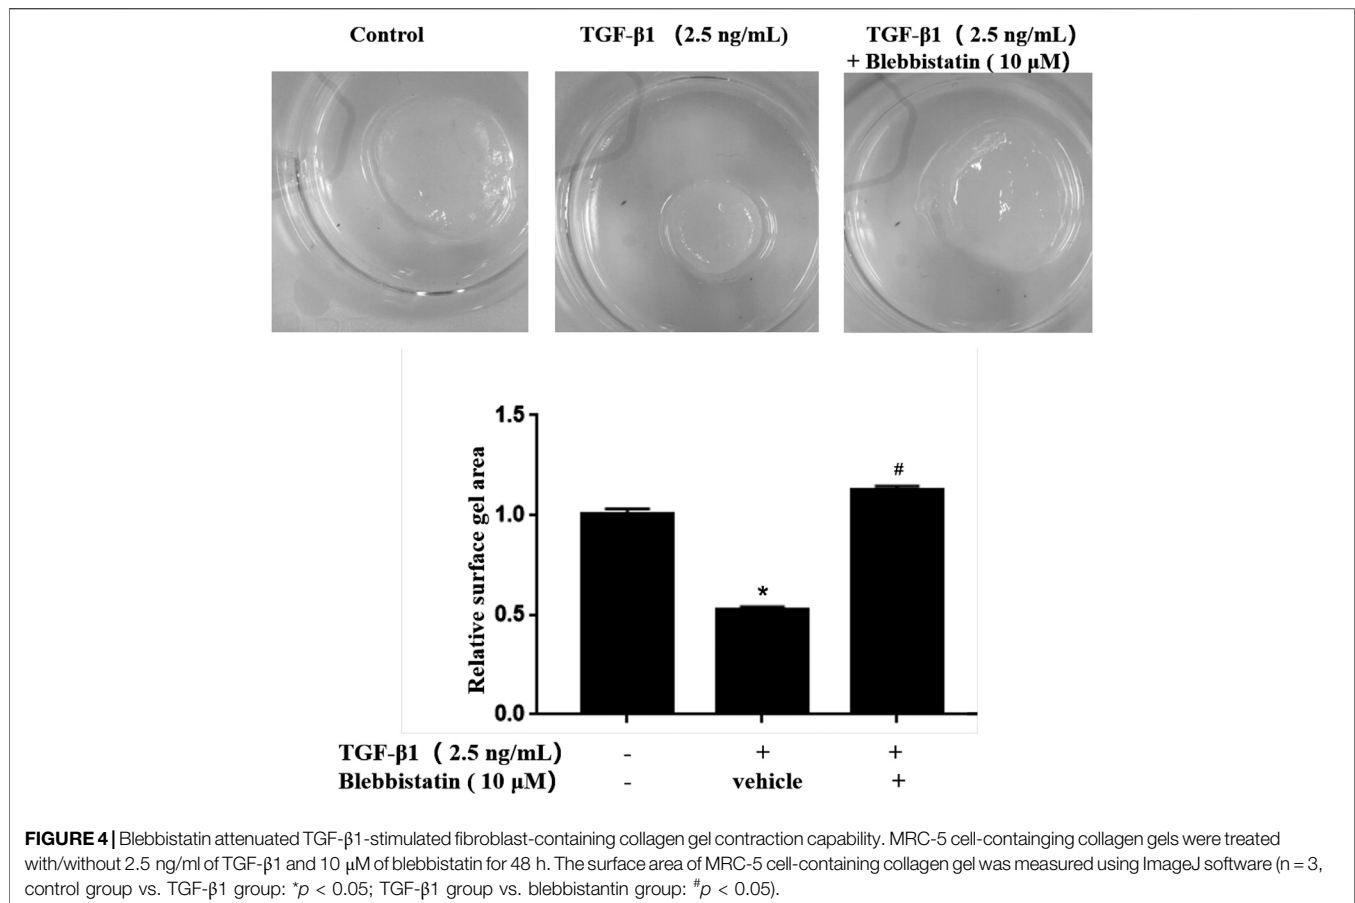 Control
TGF-β1 (2.5 ng/mL)
TGF-β1 ( 2.5 ng/mL)
+ Blebbistatin ( 10 μM)
Relative surface gel area
1.5
1.0
0.5
0.0
*
#
TGF-β1 ( 2.5 ng/mL) - + +
Blebbistatin ( 10 μM) - vehicle +
FIGURE 4 | Blebbistatin attenuated TGF-β1-stimulated fibroblast-containing collagen gel contraction capability. MRC-5 cell-containging collagen gels were treated
with/without 2.5 ng/ml of TGF-β1 and 10 μM of blebbistatin for 48 h. The surface area of MRC-5 cell-containing collagen gel was measured using ImageJ software (n = 3,
control group vs. TGF-β1 group: *p < 0.05; TGF-β1 group vs. blebbistantin group: #p < 0.05).